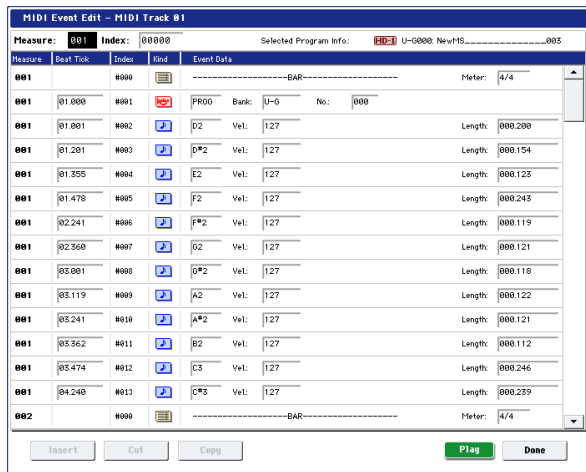 MIDI Event Edit – MIDI Track 01
Measure: 001 Index: 00000 Selected Program Info.: HD-1 U-G000: NewMS_______________003
Measure Beat Tick Index Kind Event Data
001 #000 -------------------BAR------------------- Meter: 4/4
001 01.000 #001 PROG Bank: U-G No.: 000
001 01.001 #002 D2 Vel.: 127 Length: 000.200
001 01.201 #003 D#2 Vel.: 127 Length: 000.154
001 01.355 #004 E2 Vel.: 127 Length: 000.123
001 01.478 #005 F2 Vel.: 127 Length: 000.243
001 02.241 #006 F#2 Vel.: 127 Length: 000.119
001 02.360 #007 G2 Vel.: 127 Length: 000.121
001 03.001 #008 G#2 Vel.: 127 Length: 000.118
001 03.119 #009 A2 Vel.: 127 Length: 000.122
001 03.241 #010 A#2 Vel.: 127 Length: 000.121
001 03.362 #011 B2 Vel.: 127 Length: 000.112
001 03.474 #012 C3 Vel.: 127 Length: 000.246
001 04.240 #013 C#3 Vel.: 127 Length: 000.239
002 #000 -------------------BAR------------------- Meter: 4/4
Insert Cut Copy Play Done